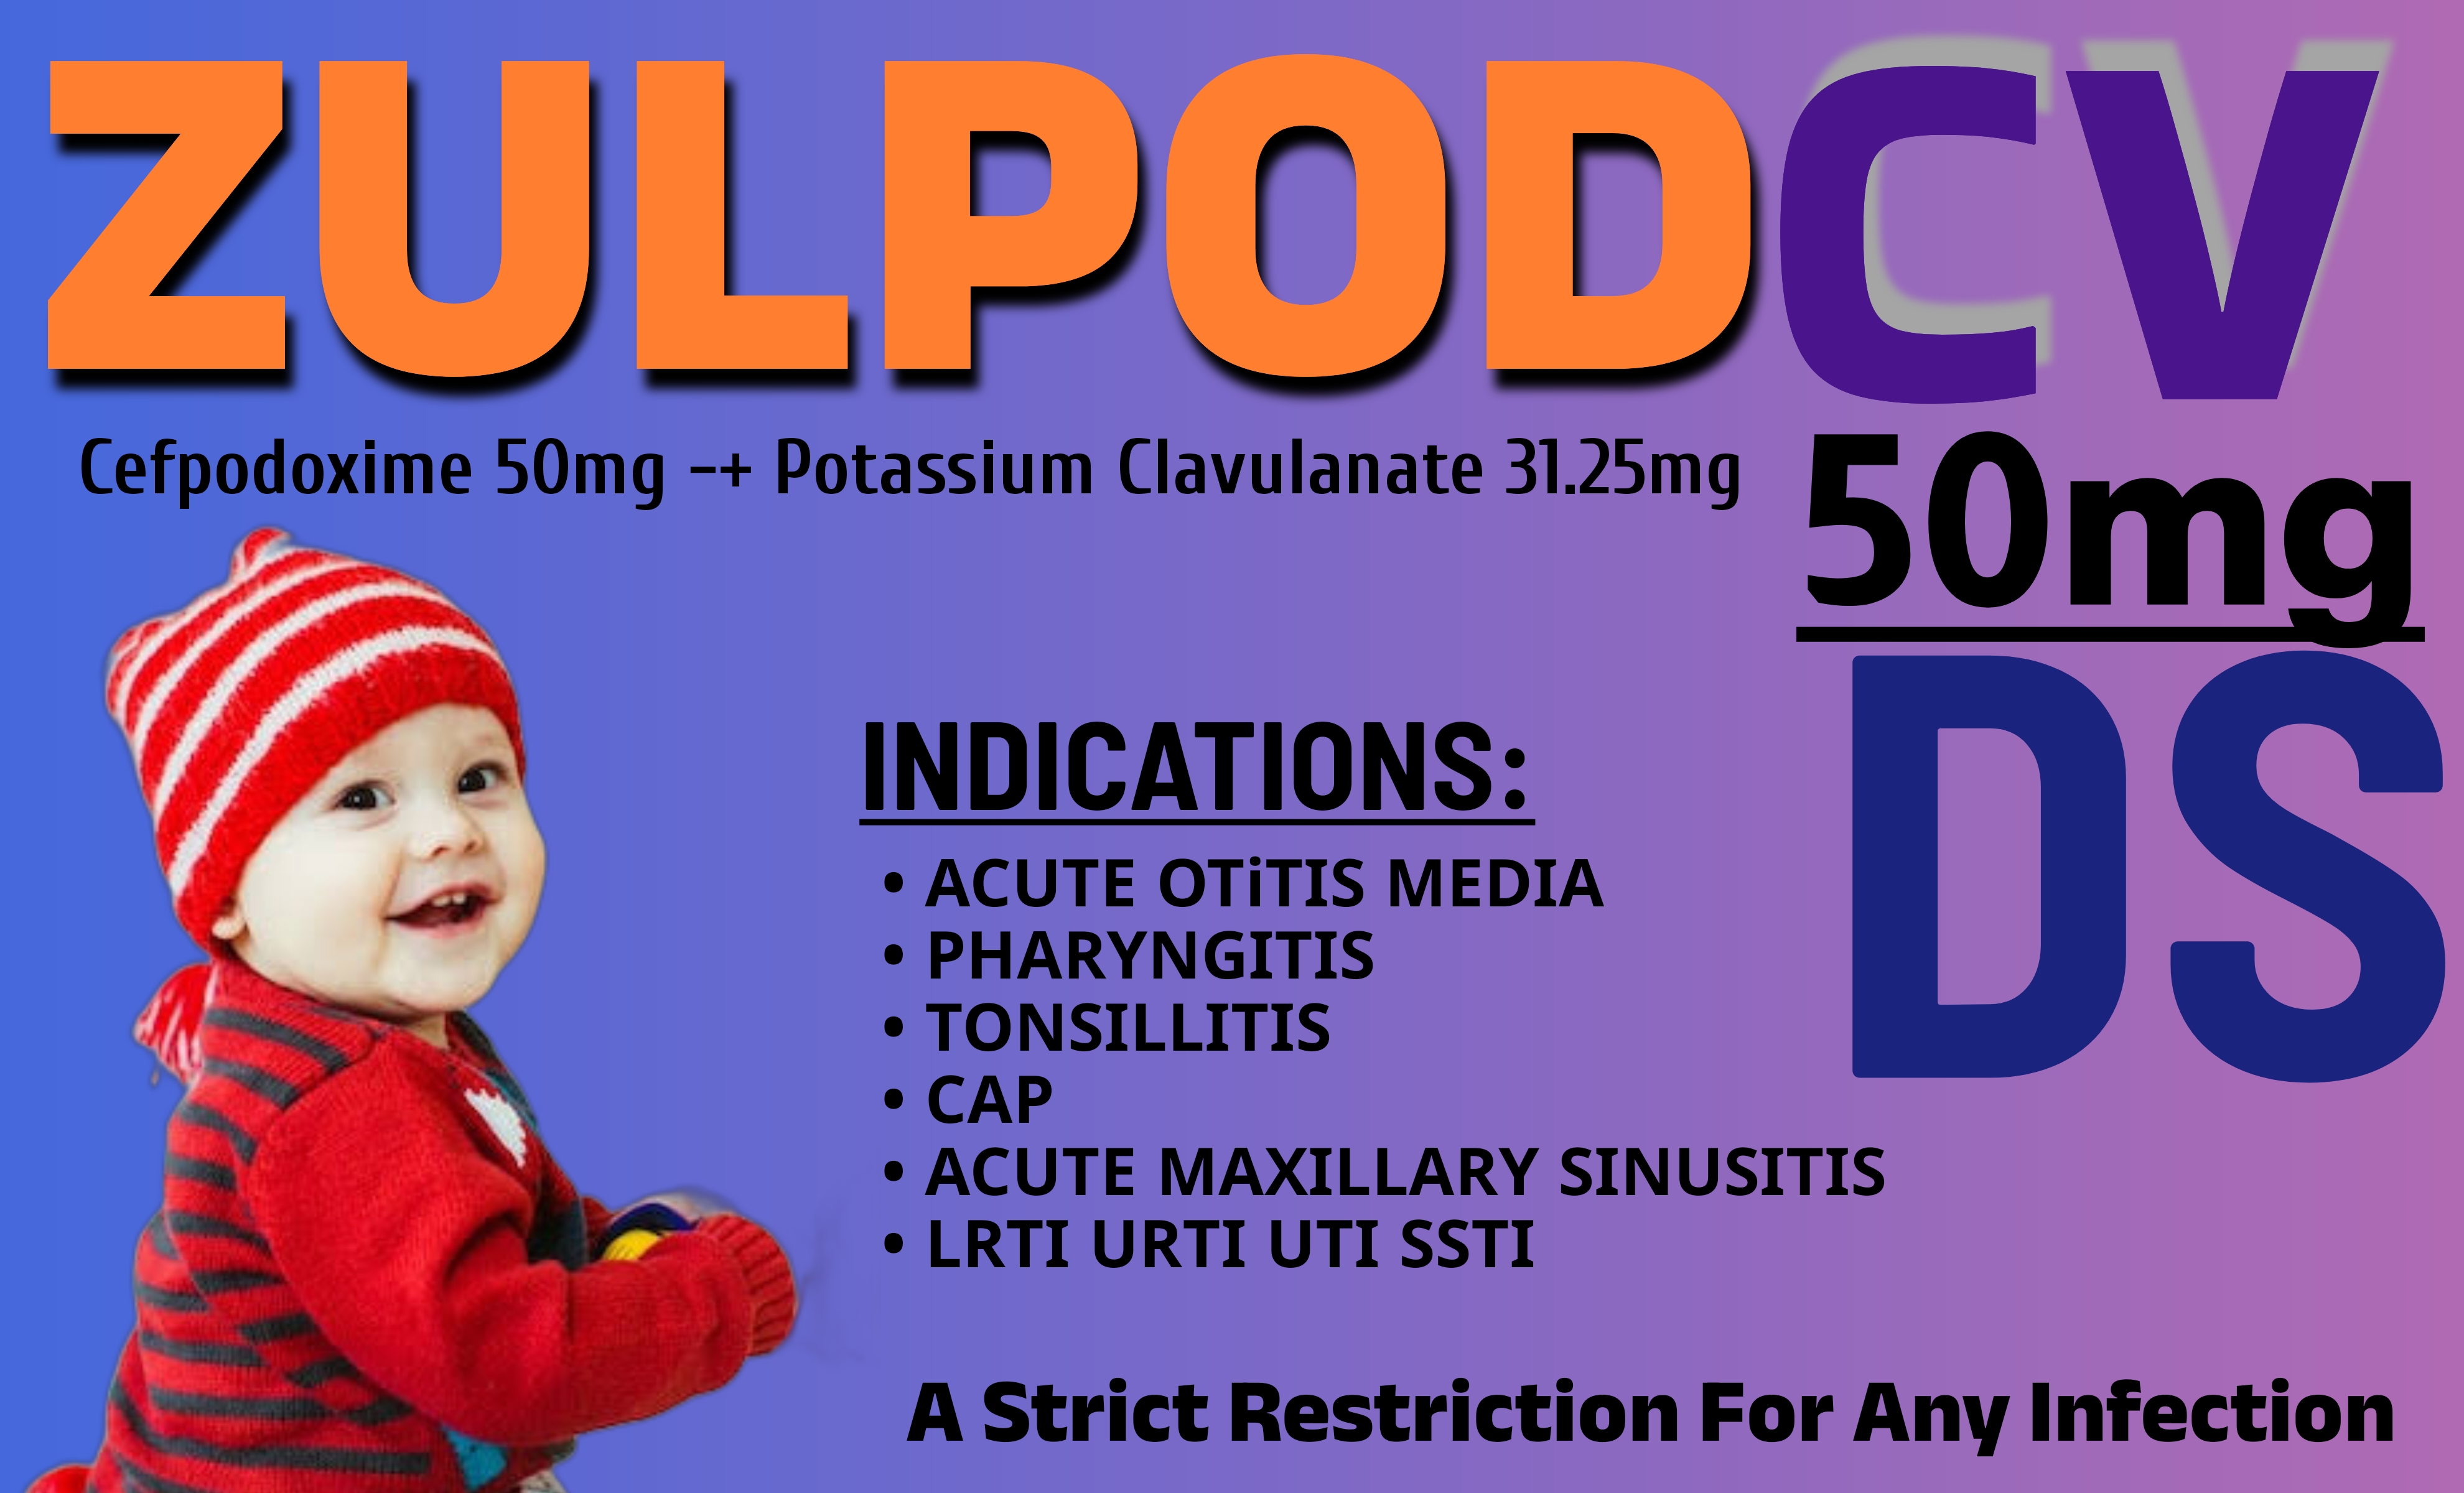 ZULPODCV
Cefpodoxime 50mg -+ Potassium Clavulanate 31.25mg
50mg
DS
INDICATIONS:
• ACUTE OTiTIS MEDIA
• PHARYNGITIS
• TONSILLITIS
• CAP
• ACUTE MAXILLARY SINUSITIS
• LRTI URTI UTI SSTI
A Strict Restriction For Any Infection